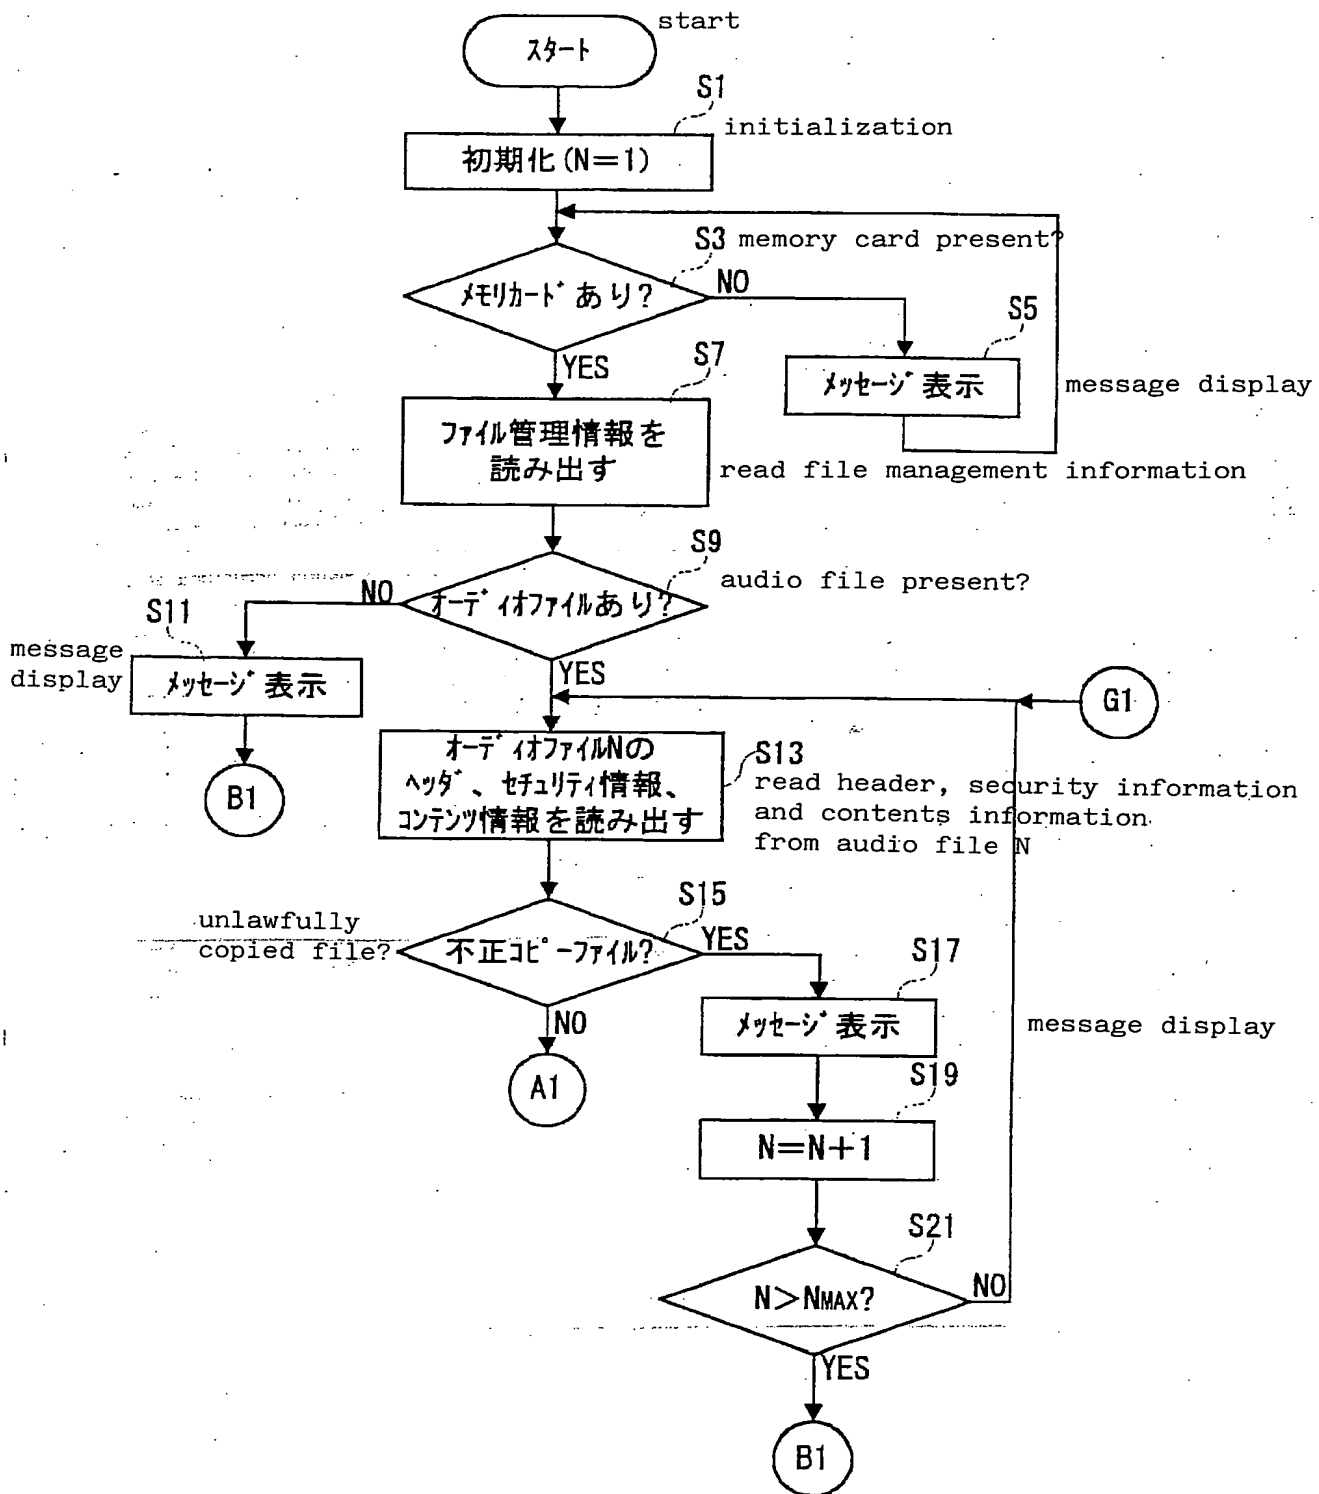 start
スタート
S1
initialization
初期化(N=1)
S3 memory card present?
メモリカードあり?
NO
YES
S5
メッセージ表示
message display
S7
ファイル管理情報を
読み出す
read file management information
S9
audio file present?
オーディオファイルあり?
NO
YES
S11
message
display
メッセージ表示
B1
G1
オーディオファイルNの
ヘッダ、セチュリティ情報、
コンテンツ情報を読み出す
S13
read header, security information
and contents information
from audio file N
unlawfully
copied file?
S15
不正コピーファイル?
YES
NO
A1
S17
メッセージ表示
message display
S19
N=N+1
S21
N>NMAX?
NO
YES
B1